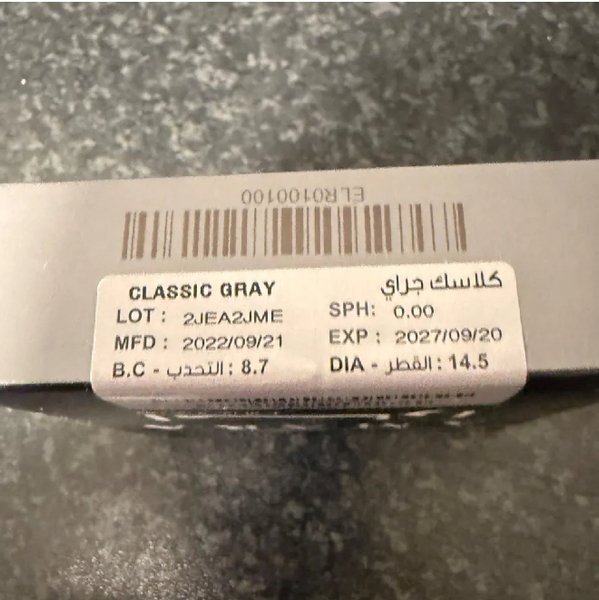 ELR01001000
CLASSIC GRAY كلاسك جراي
LOT : 2JEA2JME SPH: 0.00
MFD : 2022/09/21 EXP : 2027/09/20
B.C - التحدب : 8.7 DIA - القطر : 14.5